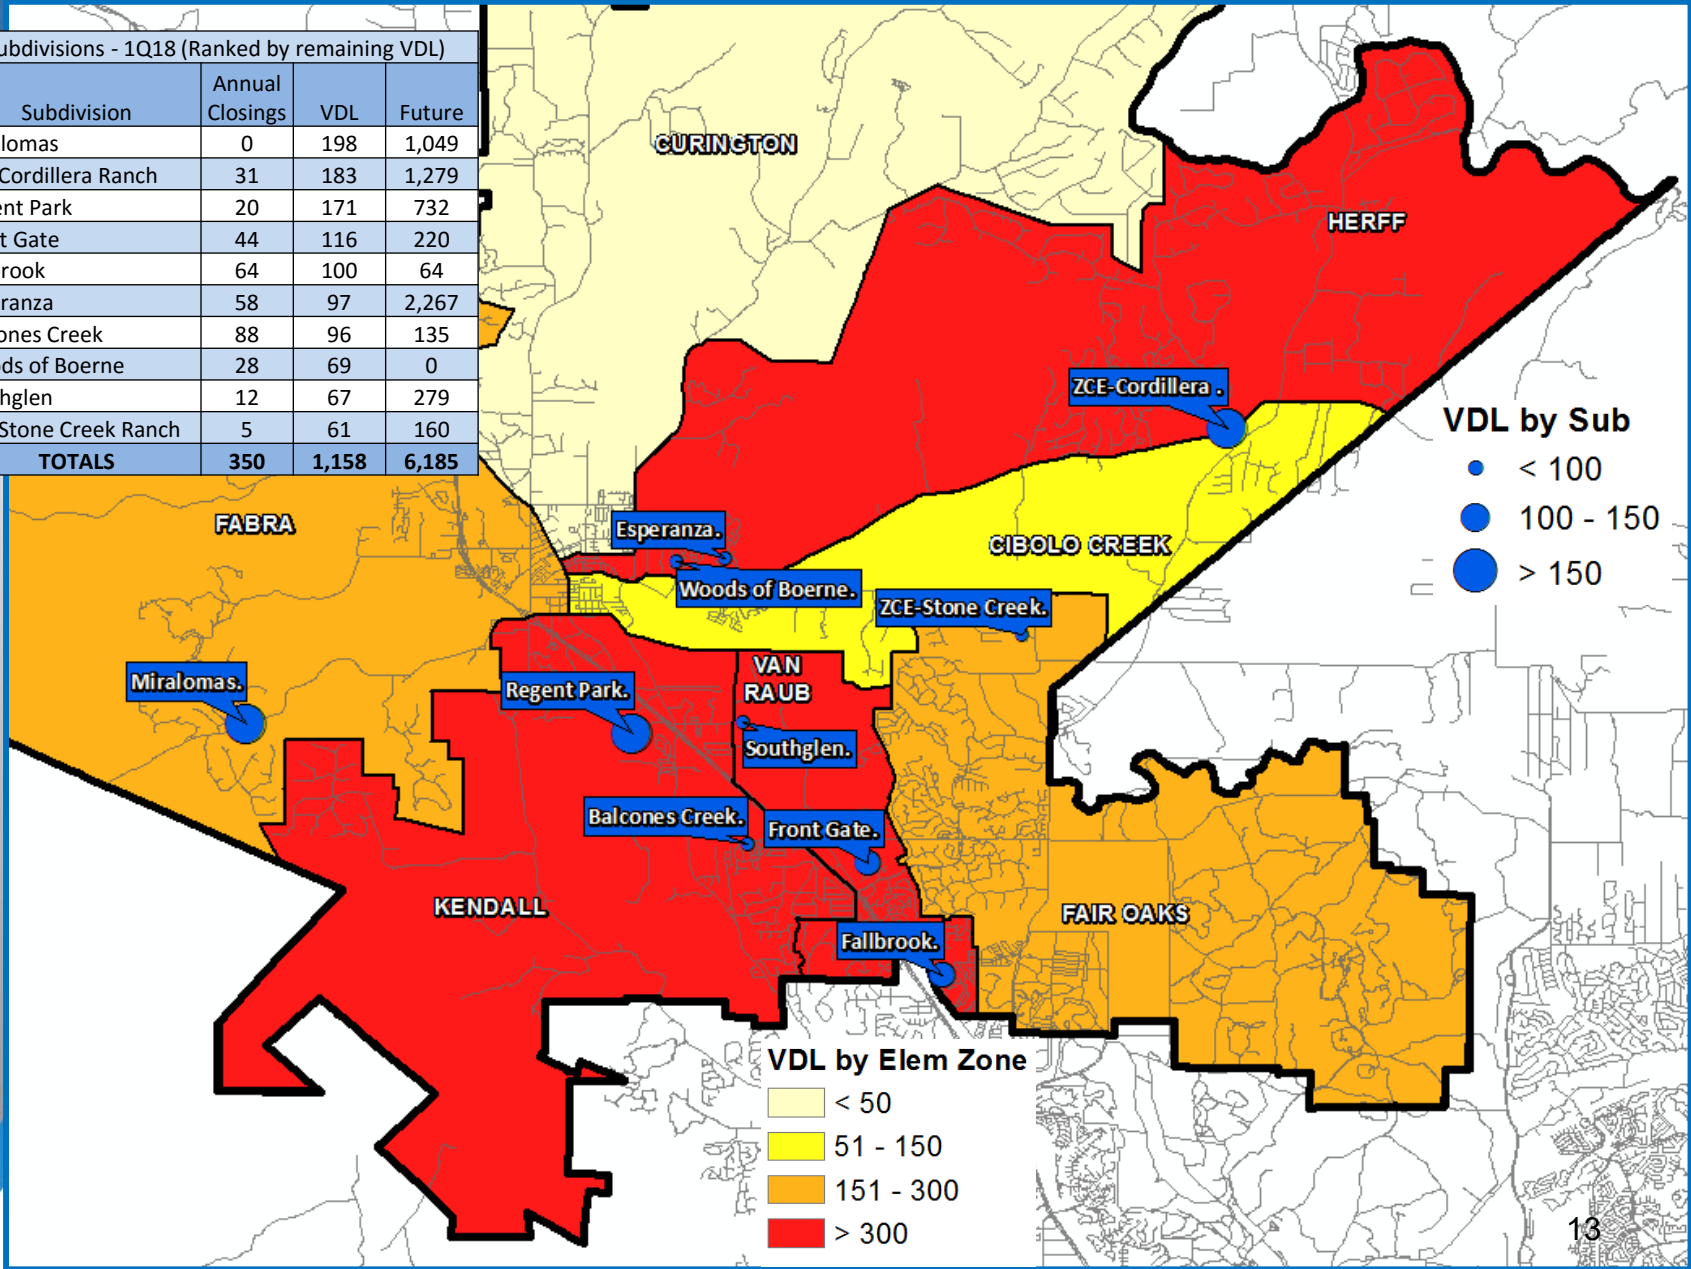 ubdivisions - 1Q18 (Ranked by remaining VDL)
Subdivision Annual Closings VDL Future
lomas 0 198 1,049
Cordillera Ranch 31 183 1,279
ent Park 20 171 732
t Gate 44 116 220
rook 64 100 64
ranza 58 97 2,267
ones Creek 88 96 135
ds of Boerne 28 69 0
hglen 12 67 279
Stone Creek Ranch 5 61 160
TOTALS 350 1,158 6,185
CURINGTON
HERFF
ZCE-Cordillera .
VDL by Sub
< 100
100 - 150
> 150
FABRA
Esperanza.
CIBOLO CREEK
Woods of Boerne.
ZCE-Stone Creek.
VAN
RAUB
Miralomas.
Regent Park.
Southglen.
Balcones Creek.
Front Gate.
KENDALL
FAIR OAKS
Fallbrook.
VDL by Elem Zone
< 50
51 - 150
151 - 300
> 300
13